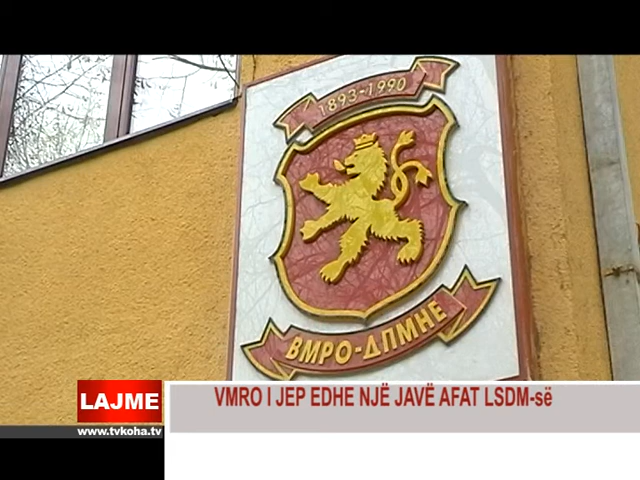 1893-1990
ВМРО-ДПМНЕ
LAJME
VMRO I JEP EDHE NJË JAVË AFAT LSDM-së
www.tvkoha.tv